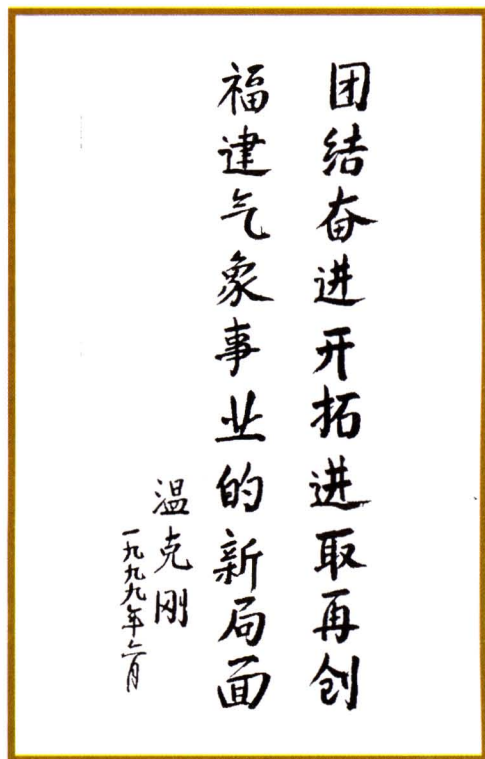 团结奋进开拓进取再创
福建气象事业的新局面
温克刚
一九九九年六月